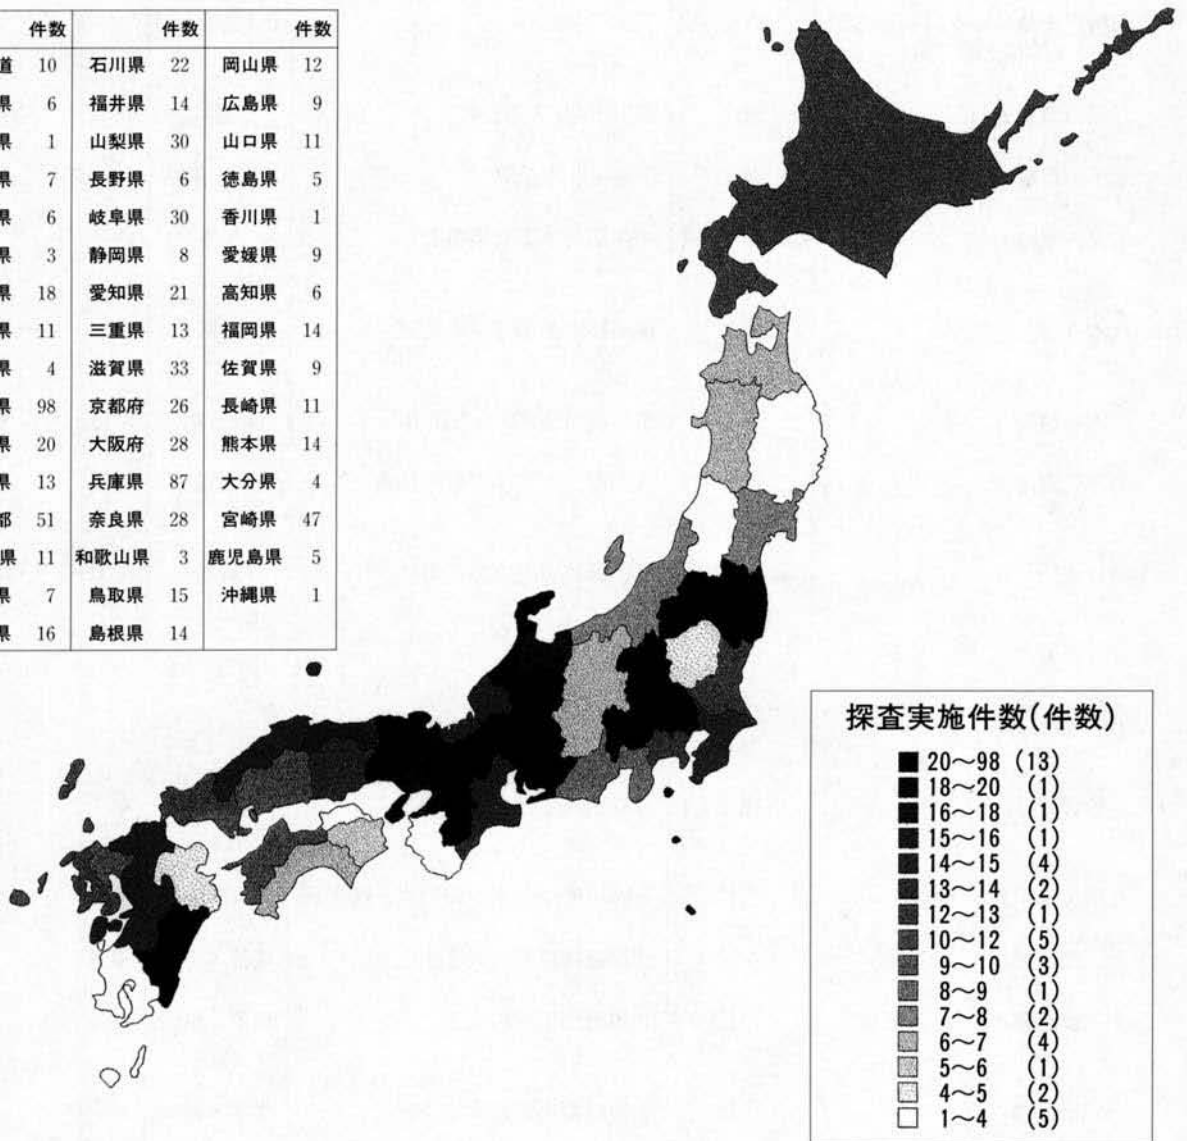 件数 件数 件数
道 10 石川県 22 岡山県 12
県 6 福井県 14 広島県 9
県 1 山梨県 30 山口県 11
県 7 長野県 6 徳島県 5
県 6 岐阜県 30 香川県 1
県 3 静岡県 8 愛媛県 9
県 18 愛知県 21 高知県 6
県 11 三重県 13 福岡県 14
県 4 滋賀県 33 佐賀県 9
県 98 京都府 26 長崎県 11
県 20 大阪府 28 熊本県 14
県 13 兵庫県 87 大分県 4
都 51 奈良県 28 宮崎県 47
県 11 和歌山県 3 鹿児島県 5
県 7 鳥取県 15 沖縄県 1
県 16 島根県 14
探査実施件数(件数)
20～98 (13)
18～20 (1)
16～18 (1)
15～16 (1)
14～15 (4)
13～14 (2)
12～13 (1)
10～12 (5)
9～10 (3)
8～9 (1)
7～8 (2)
6～7 (4)
5～6 (1)
4～5 (2)
1～4 (5)